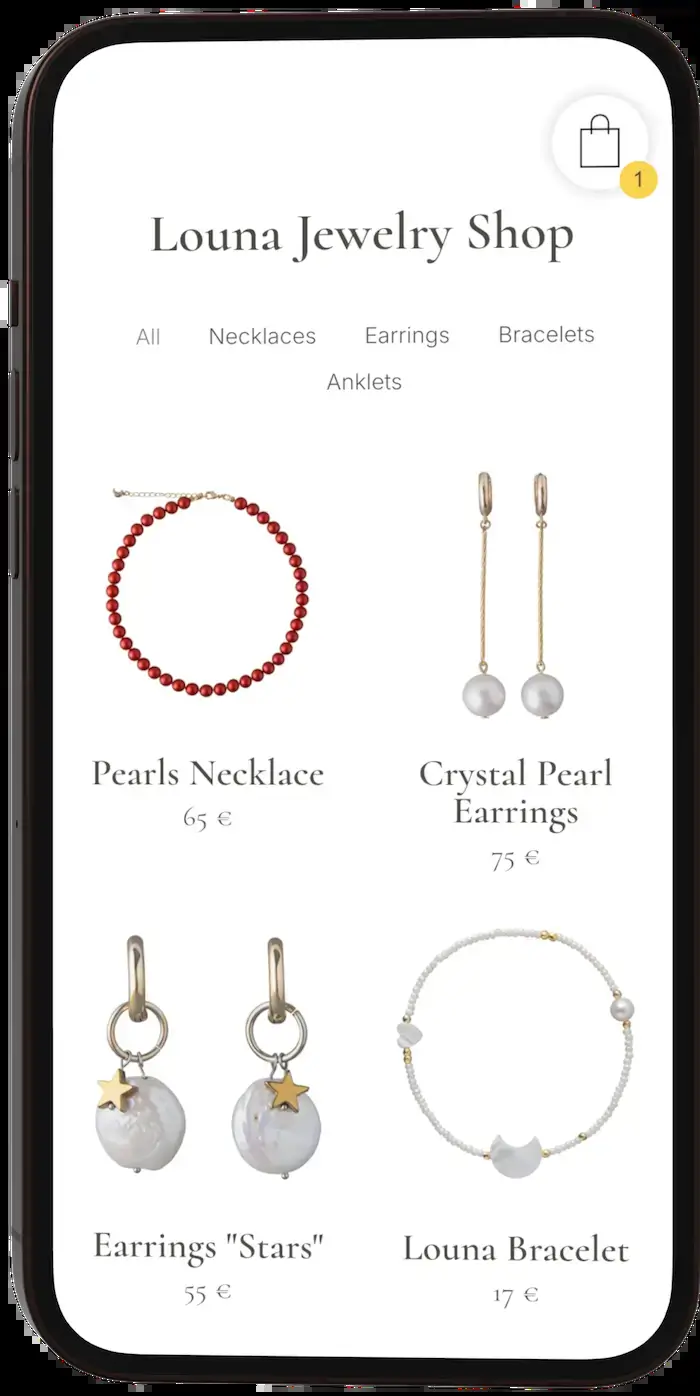 1
Louna Jewelry Shop
All Necklaces Earrings Bracelets
Anklets
Pearls Necklace
65 €
Crystal Pearl
Earrings
75 €
Earrings "Stars"
55 €
Louna Bracelet
17 €